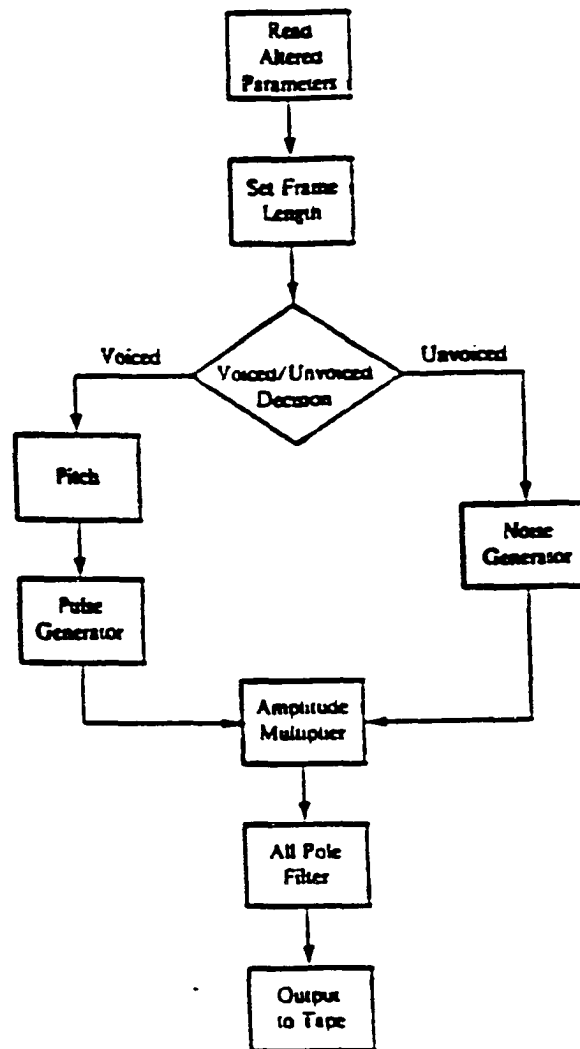 Read
Altered
Parameters
Set Frame
Length
Voiced
Unvoiced
Voiced/Unvoiced
Decision
Pitch
Noise
Generator
Pulse
Generator
Amplitude
Multiplier
All Pole
Filter
Output
to Tape